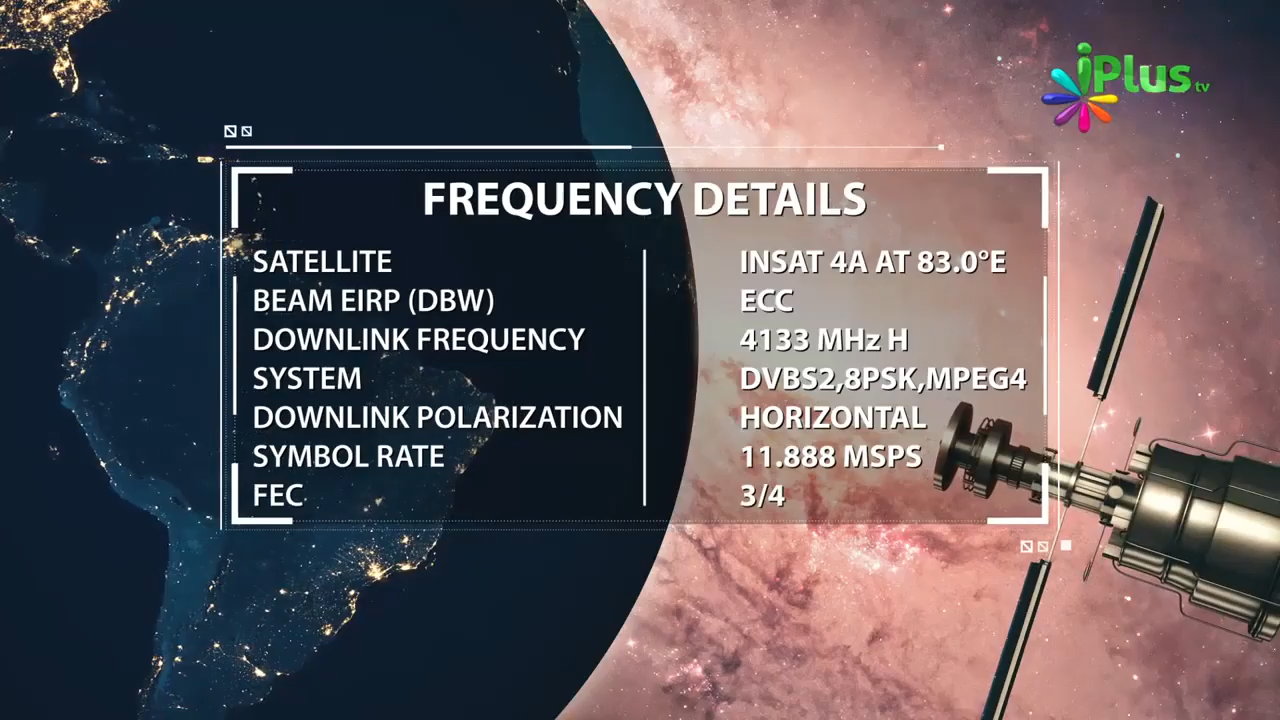 iPlus tv
FREQUENCY DETAILS
SATELLITE INSAT 4A AT 83.0°E
BEAM EIRP (DBW) ECC
DOWNLINK FREQUENCY 4133 MHz H
SYSTEM DVBS2,8PSK,MPEG4
DOWNLINK POLARIZATION HORIZONTAL
SYMBOL RATE 11.888 MSPS
FEC 3/4